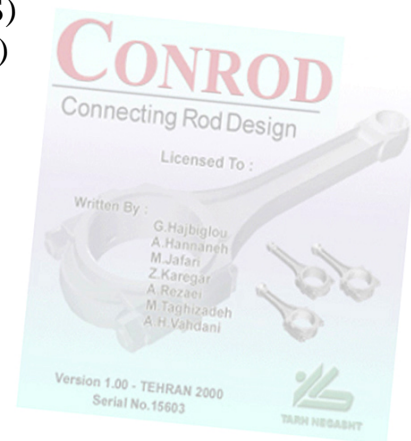 )
)
CONROD
Connecting Rod Design
Licensed To :
Written By :
G.Hajbiglou
A.Hannaneh
M.Jafari
Z.Karegar
A.Rezaei
M.Taghizadeh
A.H.Vahdani
Version 1.00 - TEHRAN 2000
Serial No.15603
TARH NEGASHT